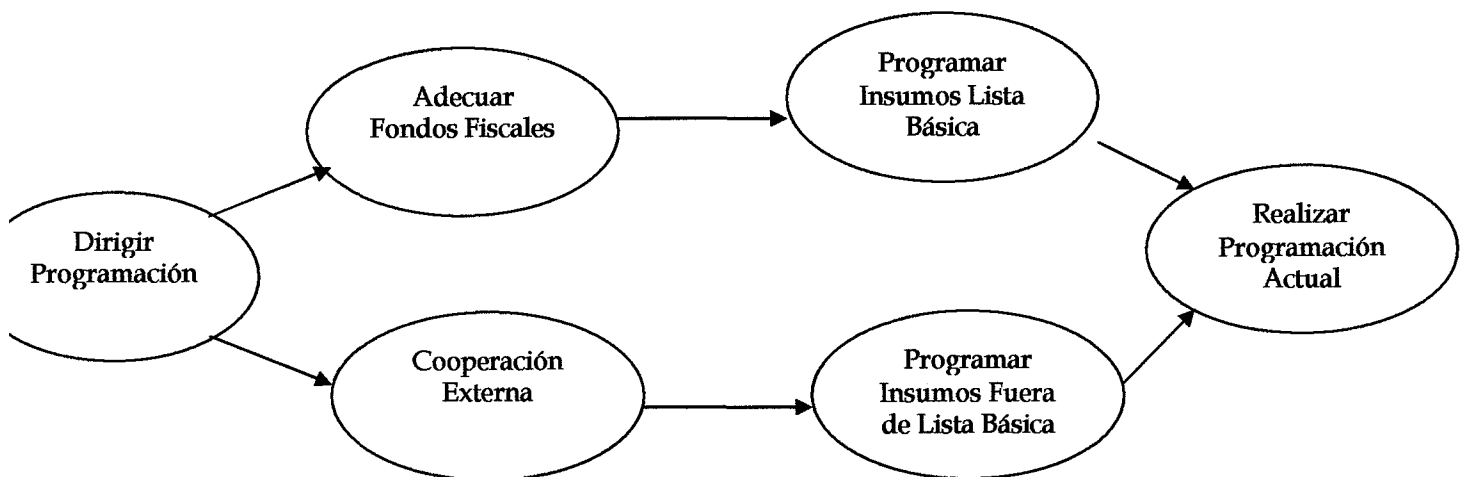 Dirigir
Programación
Adecuar
Fondos Fiscales
Programar
Insumos Lista
Básica
Cooperación
Externa
Programar
Insumos Fuera
de Lista Básica
Realizar
Programación
Actual